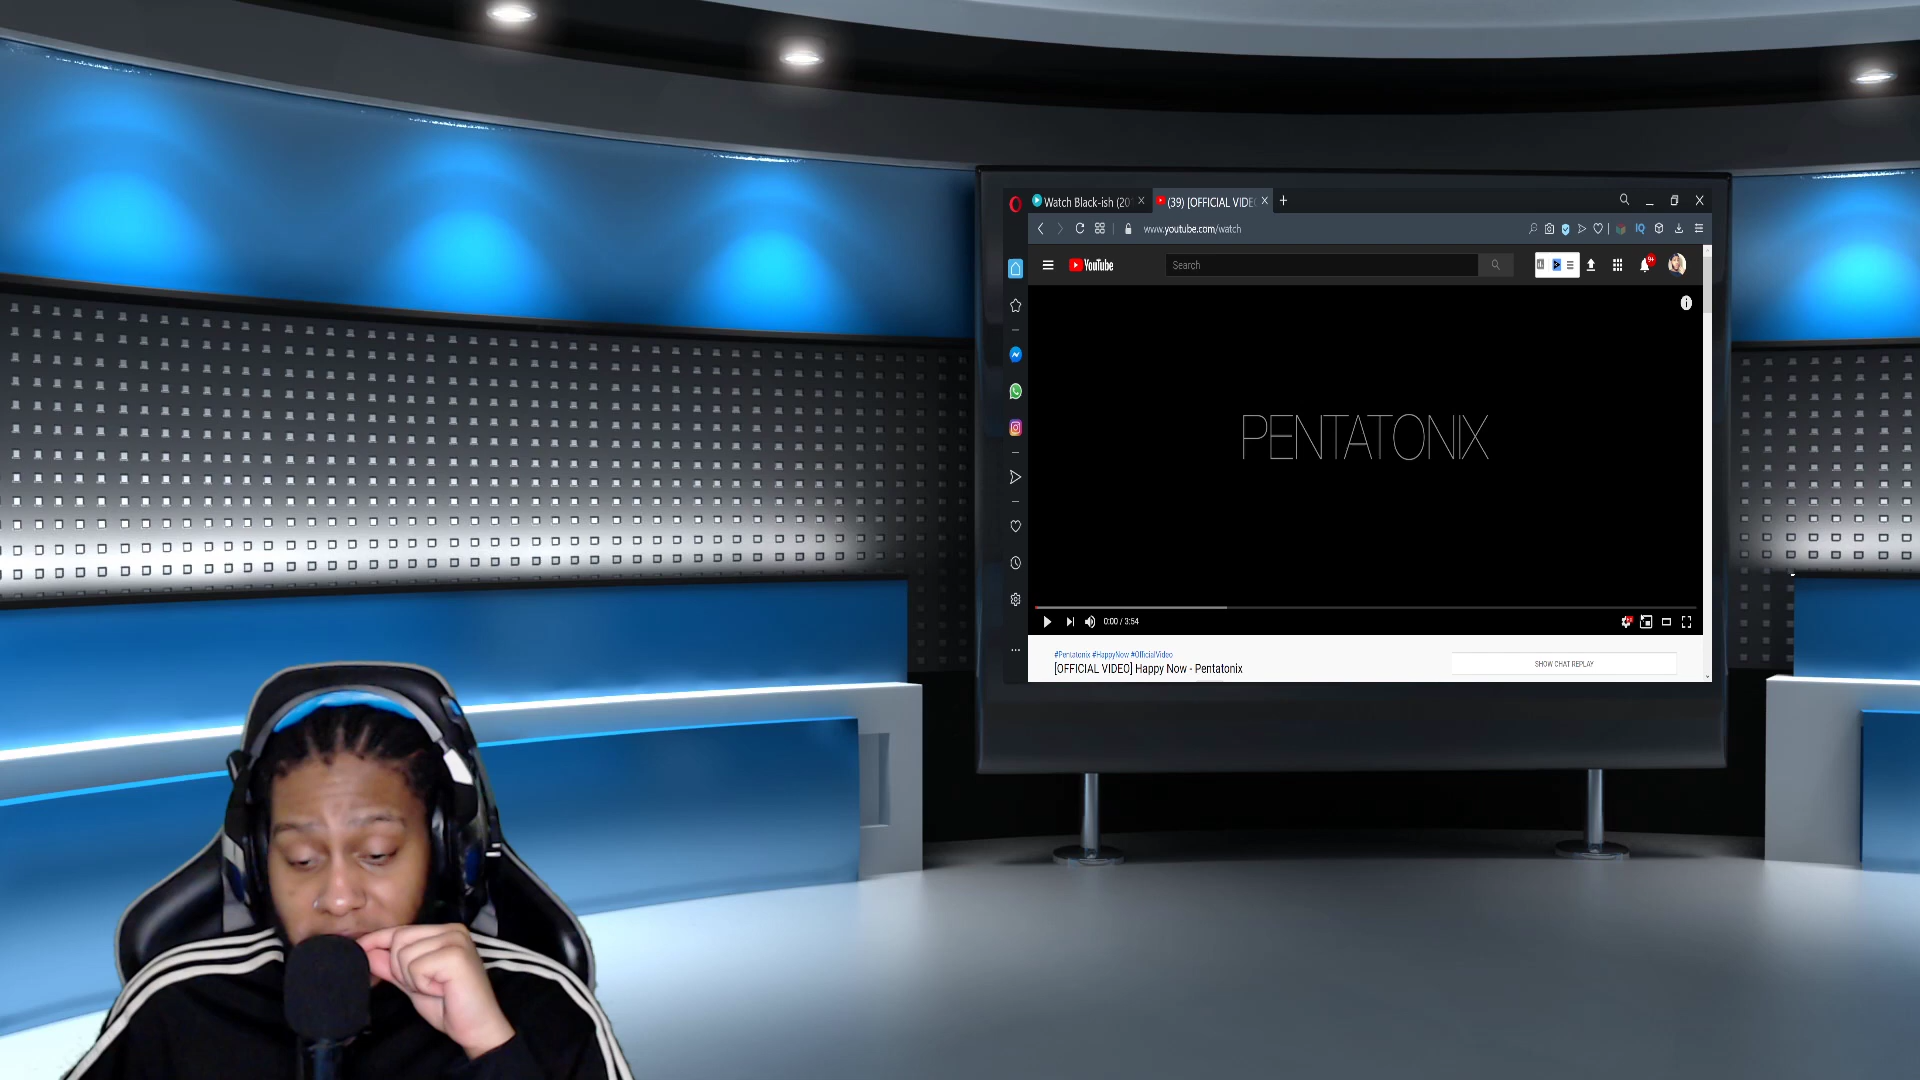 Watch Black-ish (20
(39) [OFFICIAL VIDE
www.youtube.com/watch
YouTube
Search
9+
PENTATONIX
0:00 / 3:54
#Pentatonix #HappyNow #OfficialVideo
[OFFICIAL VIDEO] Happy Now - Pentatonix
SHOW CHAT REPLAY